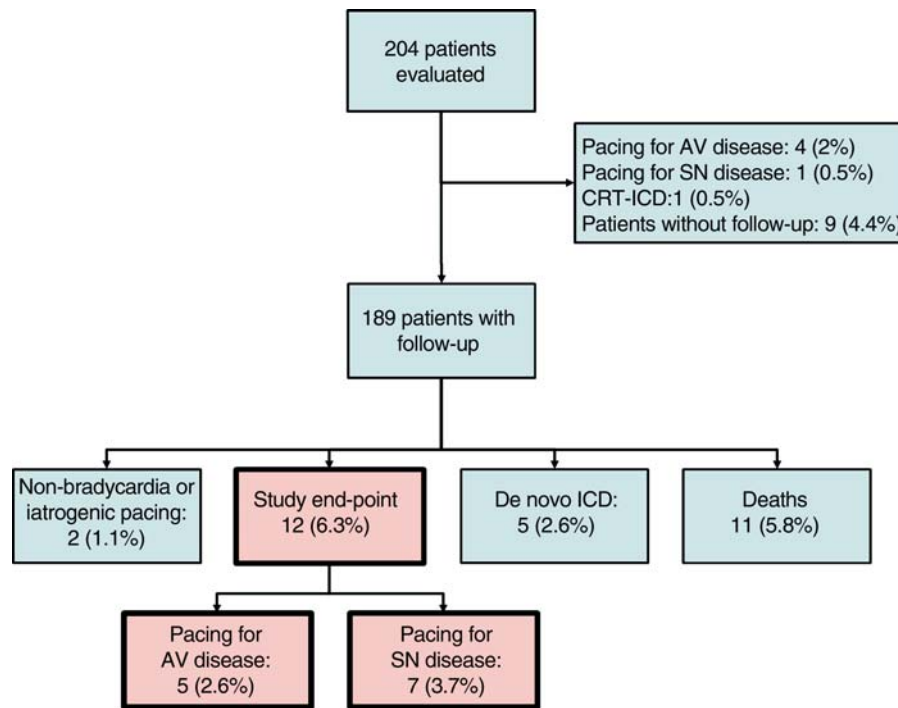 204 patients
evaluated
Pacing for AV disease: 4 (2%)
Pacing for SN disease: 1 (0.5%)
CRT-ICD:1 (0.5%)
Patients without follow-up: 9 (4.4%)
189 patients with
follow-up
Non-bradycardia or
iatrogenic pacing:
2 (1.1%)
Study end-point
12 (6.3%)
De novo ICD:
5 (2.6%)
Deaths
11 (5.8%)
Pacing for
AV disease:
5 (2.6%)
Pacing for
SN disease:
7 (3.7%)